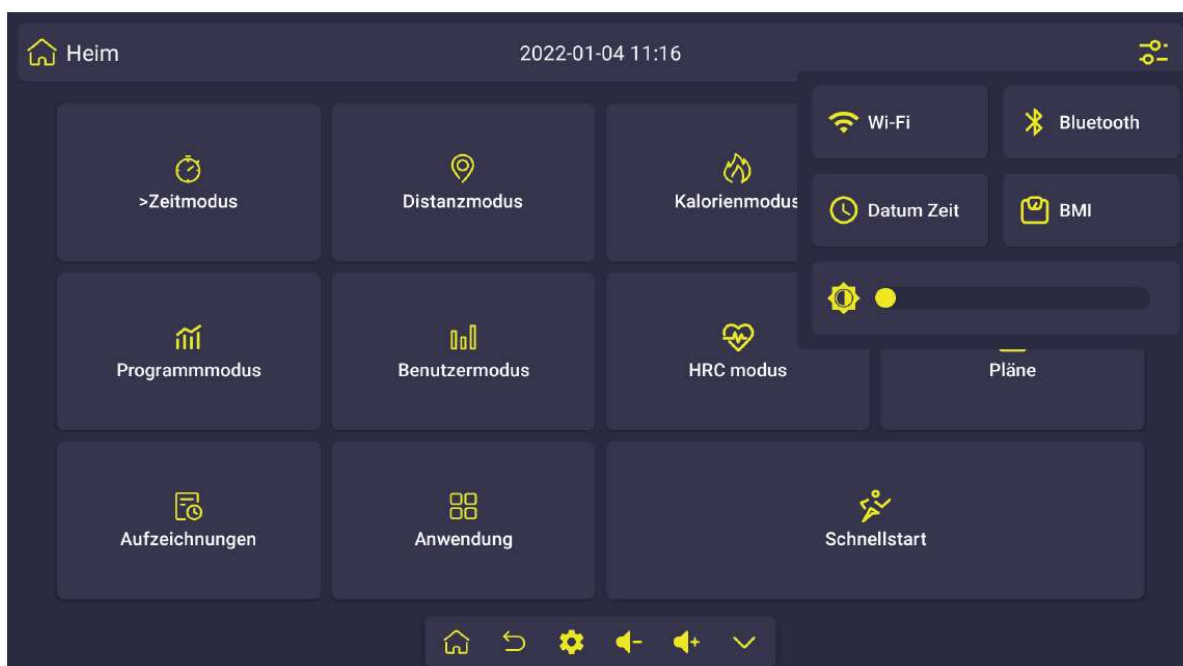 Heim
2022-01-04 11:16
Wi-Fi
Bluetooth
Datum Zeit
BMI
>Zeitmodus
Distanzmodus
Kalorienmodus
Programmmodus
Benutzermodus
HRC modus
Pläne
Aufzeichnungen
Anwendung
Schnellstart